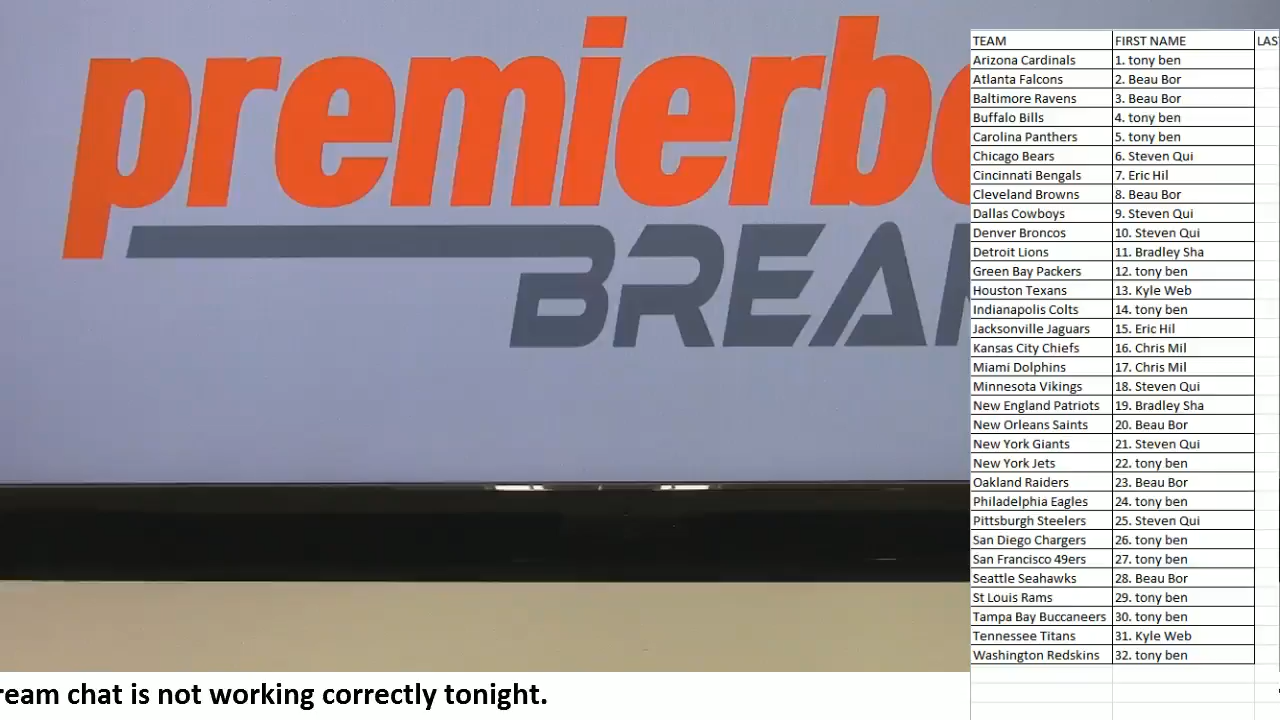 premierb
BREA
TEAM FIRST NAME LAS
Arizona Cardinals 1. tony ben
Atlanta Falcons 2. Beau Bor
Baltimore Ravens 3. Beau Bor
Buffalo Bills 4. tony ben
Carolina Panthers 5. tony ben
Chicago Bears 6. Steven Qui
Cincinnati Bengals 7. Eric Hil
Cleveland Browns 8. Beau Bor
Dallas Cowboys 9. Steven Qui
Denver Broncos 10. Steven Qui
Detroit Lions 11. Bradley Sha
Green Bay Packers 12. tony ben
Houston Texans 13. Kyle Web
Indianapolis Colts 14. tony ben
Jacksonville Jaguars 15. Eric Hil
Kansas City Chiefs 16. Chris Mil
Miami Dolphins 17. Chris Mil
Minnesota Vikings 18. Steven Qui
New England Patriots 19. Bradley Sha
New Orleans Saints 20. Beau Bor
New York Giants 21. Steven Qui
New York Jets 22. tony ben
Oakland Raiders 23. Beau Bor
Philadelphia Eagles 24. tony ben
Pittsburgh Steelers 25. Steven Qui
San Diego Chargers 26. tony ben
San Francisco 49ers 27. tony ben
Seattle Seahawks 28. Beau Bor
St Louis Rams 29. tony ben
Tampa Bay Buccaneers 30. tony ben
Tennessee Titans 31. Kyle Web
Washington Redskins 32. tony ben
ream chat is not working correctly tonight.